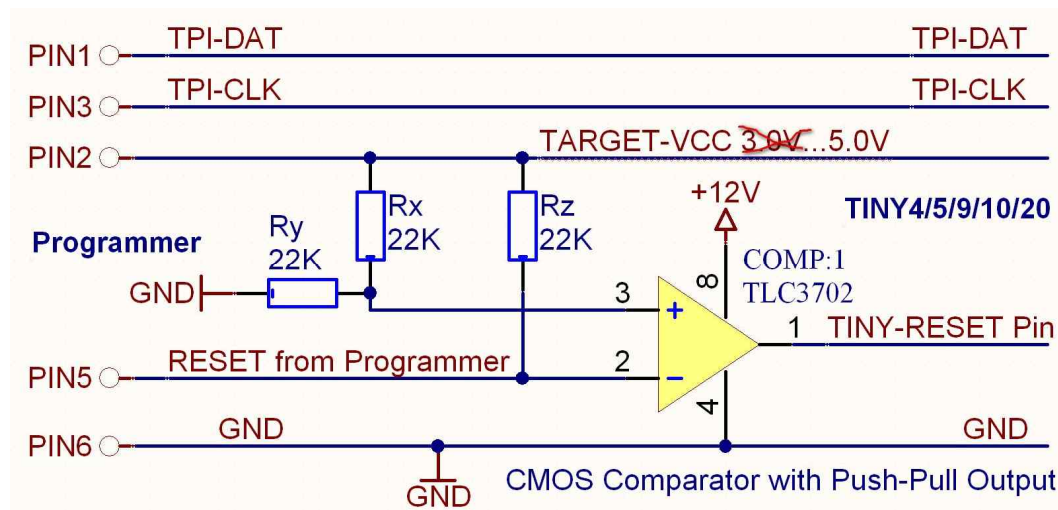 PIN1 TPI-DAT TPI-DAT
PIN3 TPI-CLK TPI-CLK
PIN2 TARGET-VCC 3.0V...5.0V
+12V
TINY4/5/9/10/20
Programmer
Ry
22K
Rx
22K
Rz
22K
COMP:1
TLC3702
GND
3
8
+
1 TINY-RESET Pin
PIN5 RESET from Programmer 2
-
4
PIN6 GND GND
GND
CMOS Comparator with Push-Pull Output